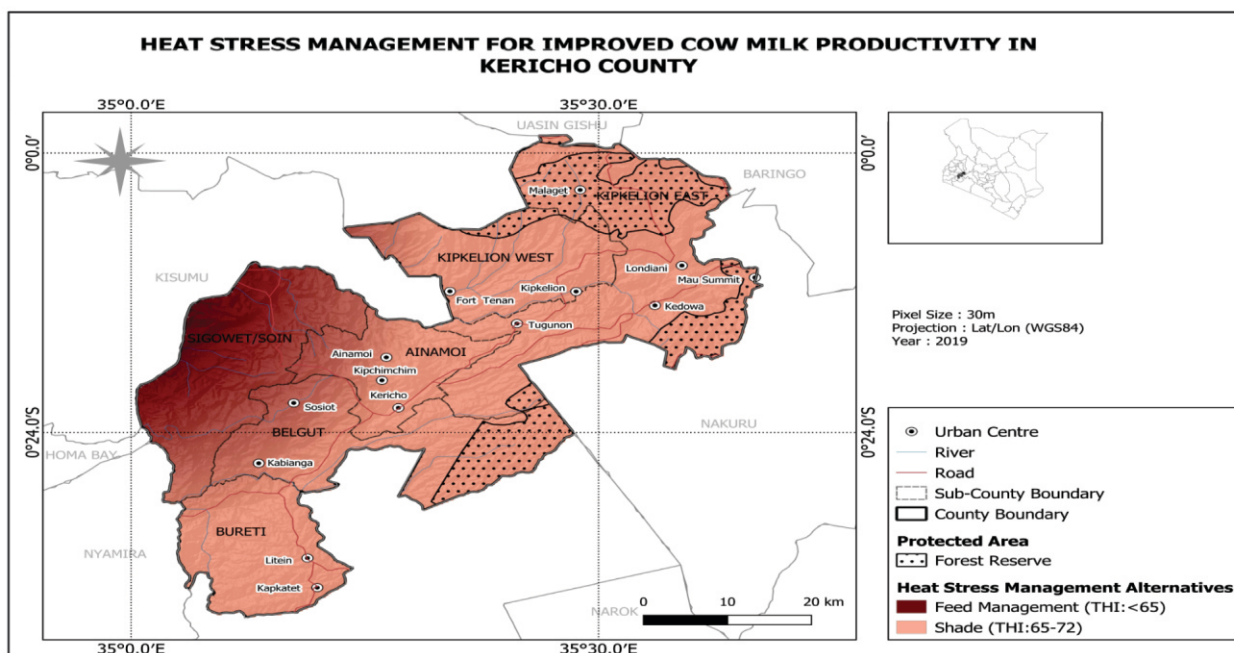 HEAT STRESS MANAGEMENT FOR IMPROVED COW MILK PRODUCTIVITY IN
KERICHO COUNTY
35°0.0′E
35°30.0′E
UASIN GISHU
0°0.0′
0°0.0′
BARINGO
Malaget
KIPKELION EAST
KISUMU
KIPKELION WEST
Londiani
Mau Summit
Kipkelion
Fort Tenan
Kedowa
Tugunon
SIGOWET/SOIN
Ainamoi
AINAMOI
Kipchimchim
Kericho
Sosiot
NAKURU
BELGUT
0°24.0′S
0°24.0′S
HOMA BAY
Kabianga
BURETI
NYAMIRA
Litein
Kapkatet
NAROK
0 10 20 km
35°0.0′E
35°30.0′E
Pixel Size : 30m
Projection : Lat/Lon (WGS84)
Year : 2019
Urban Centre
River
Road
Sub-County Boundary
County Boundary
Protected Area
Forest Reserve
Heat Stress Management Alternatives
Feed Management (THI:<65)
Shade (THI:65-72)